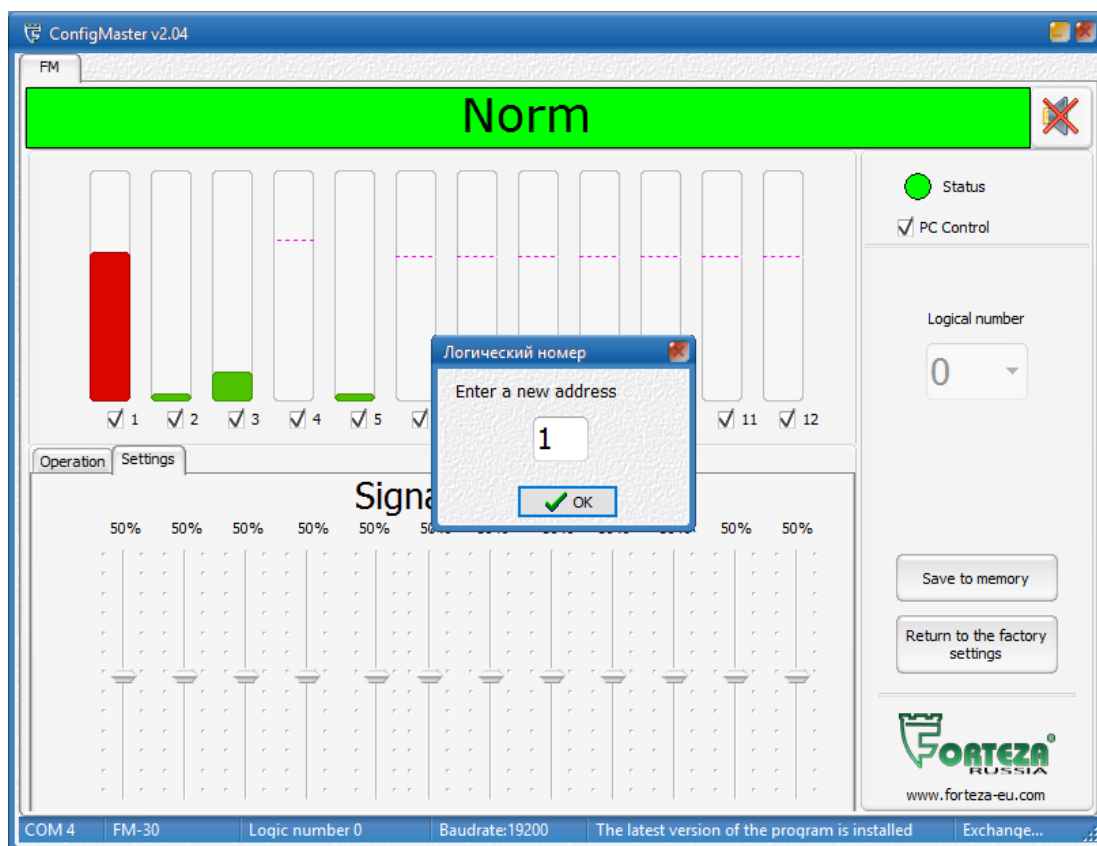 ConfigMaster v2.04
FM
Norm
Status
PC Control
Logical number
0
Логический номер
Enter a new address
1
OK
1 2 3 4 5 11 12
Operation Settings
50% 50% 50% 50% 50% 50% 50%
Save to memory
Return to the factory
settings
FORTEZA
RUSSIA
www.forteza-eu.com
COM 4 FM-30 Logic number 0 Baudrate:19200 The latest version of the program is installed Exchange...